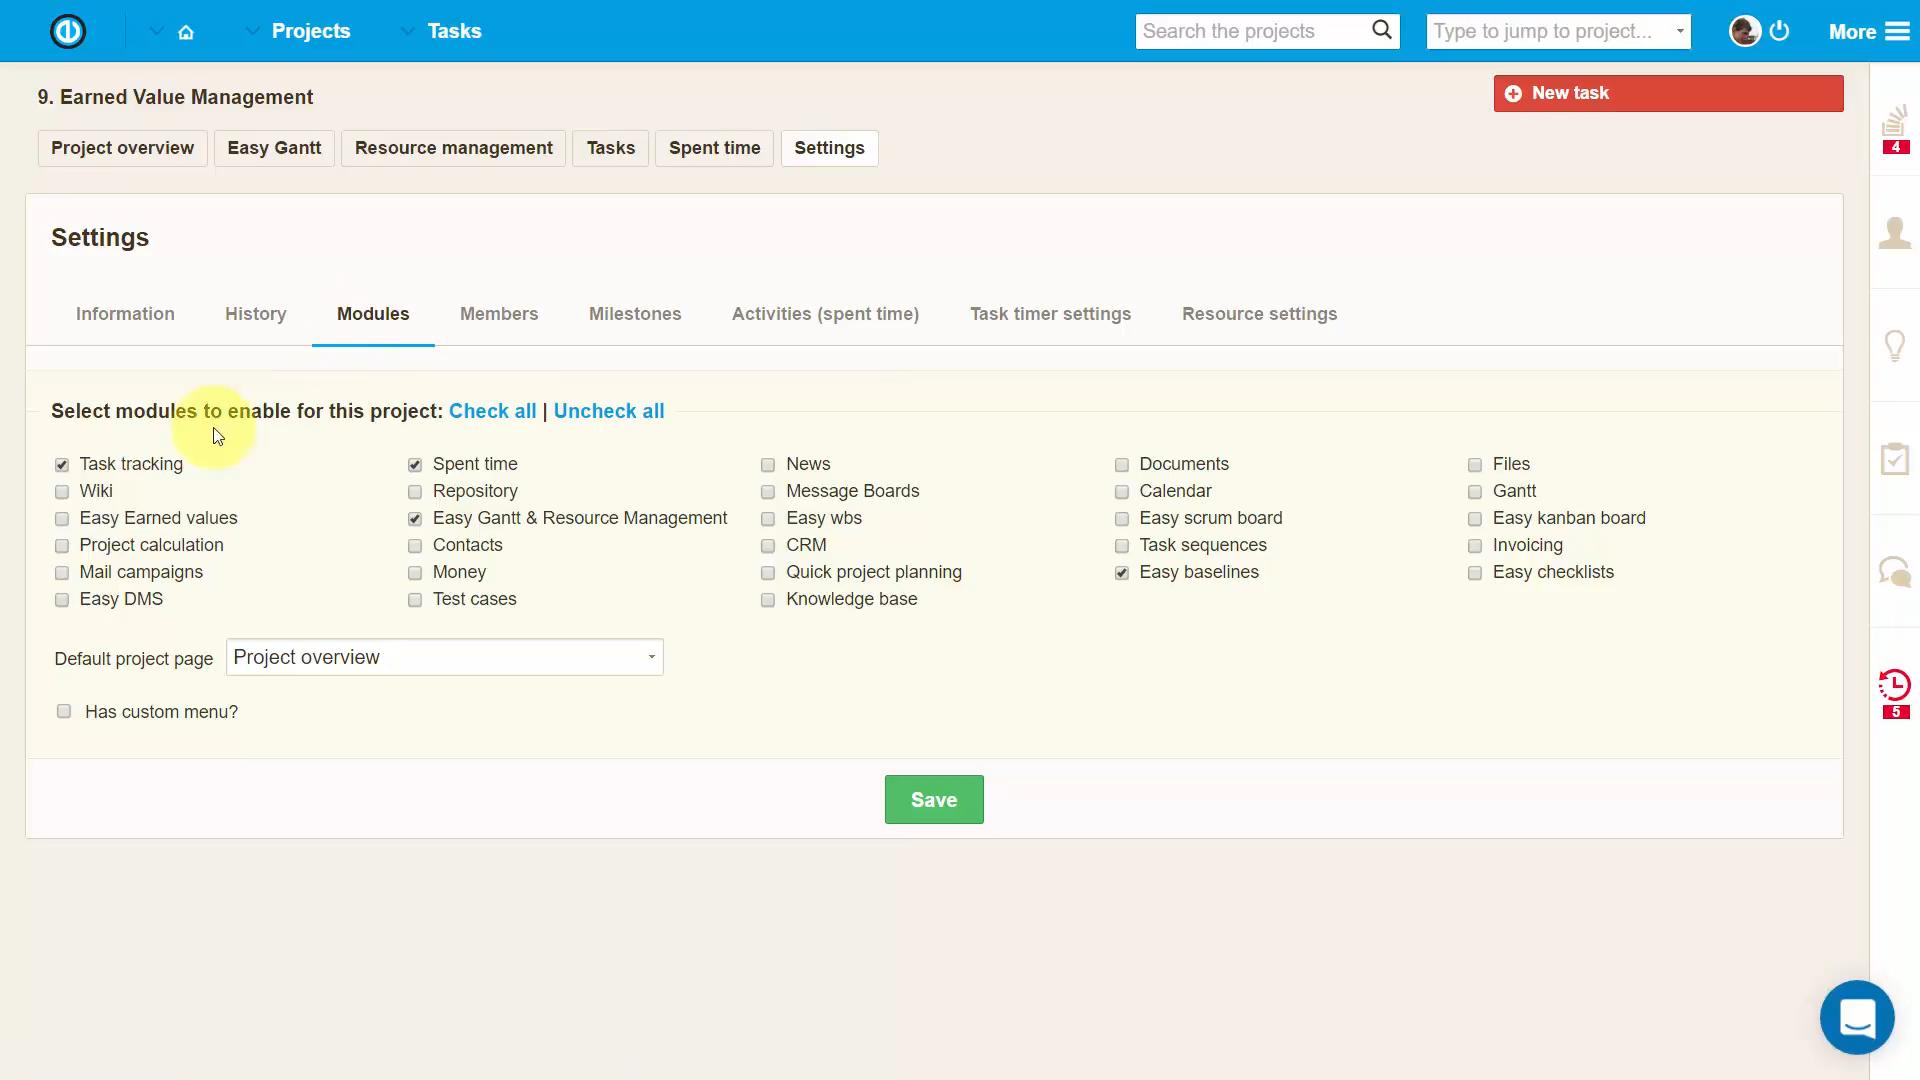 Projects
Tasks
Search the projects
Type to jump to project...
More
9. Earned Value Management
New task
Project overview
Easy Gantt
Resource management
Tasks
Spent time
Settings
4
Settings
Information
History
Modules
Members
Milestones
Activities (spent time)
Task timer settings
Resource settings
Select modules to enable for this project: Check all | Uncheck all
Task tracking
Spent time
News
Documents
Files
Wiki
Repository
Message Boards
Calendar
Gantt
Easy Earned values
Easy Gantt & Resource Management
Easy wbs
Easy scrum board
Easy kanban board
Project calculation
Contacts
CRM
Task sequences
Invoicing
Mail campaigns
Money
Quick project planning
Easy baselines
Easy checklists
Easy DMS
Test cases
Knowledge base
Default project page
Project overview
Has custom menu?
5
Save